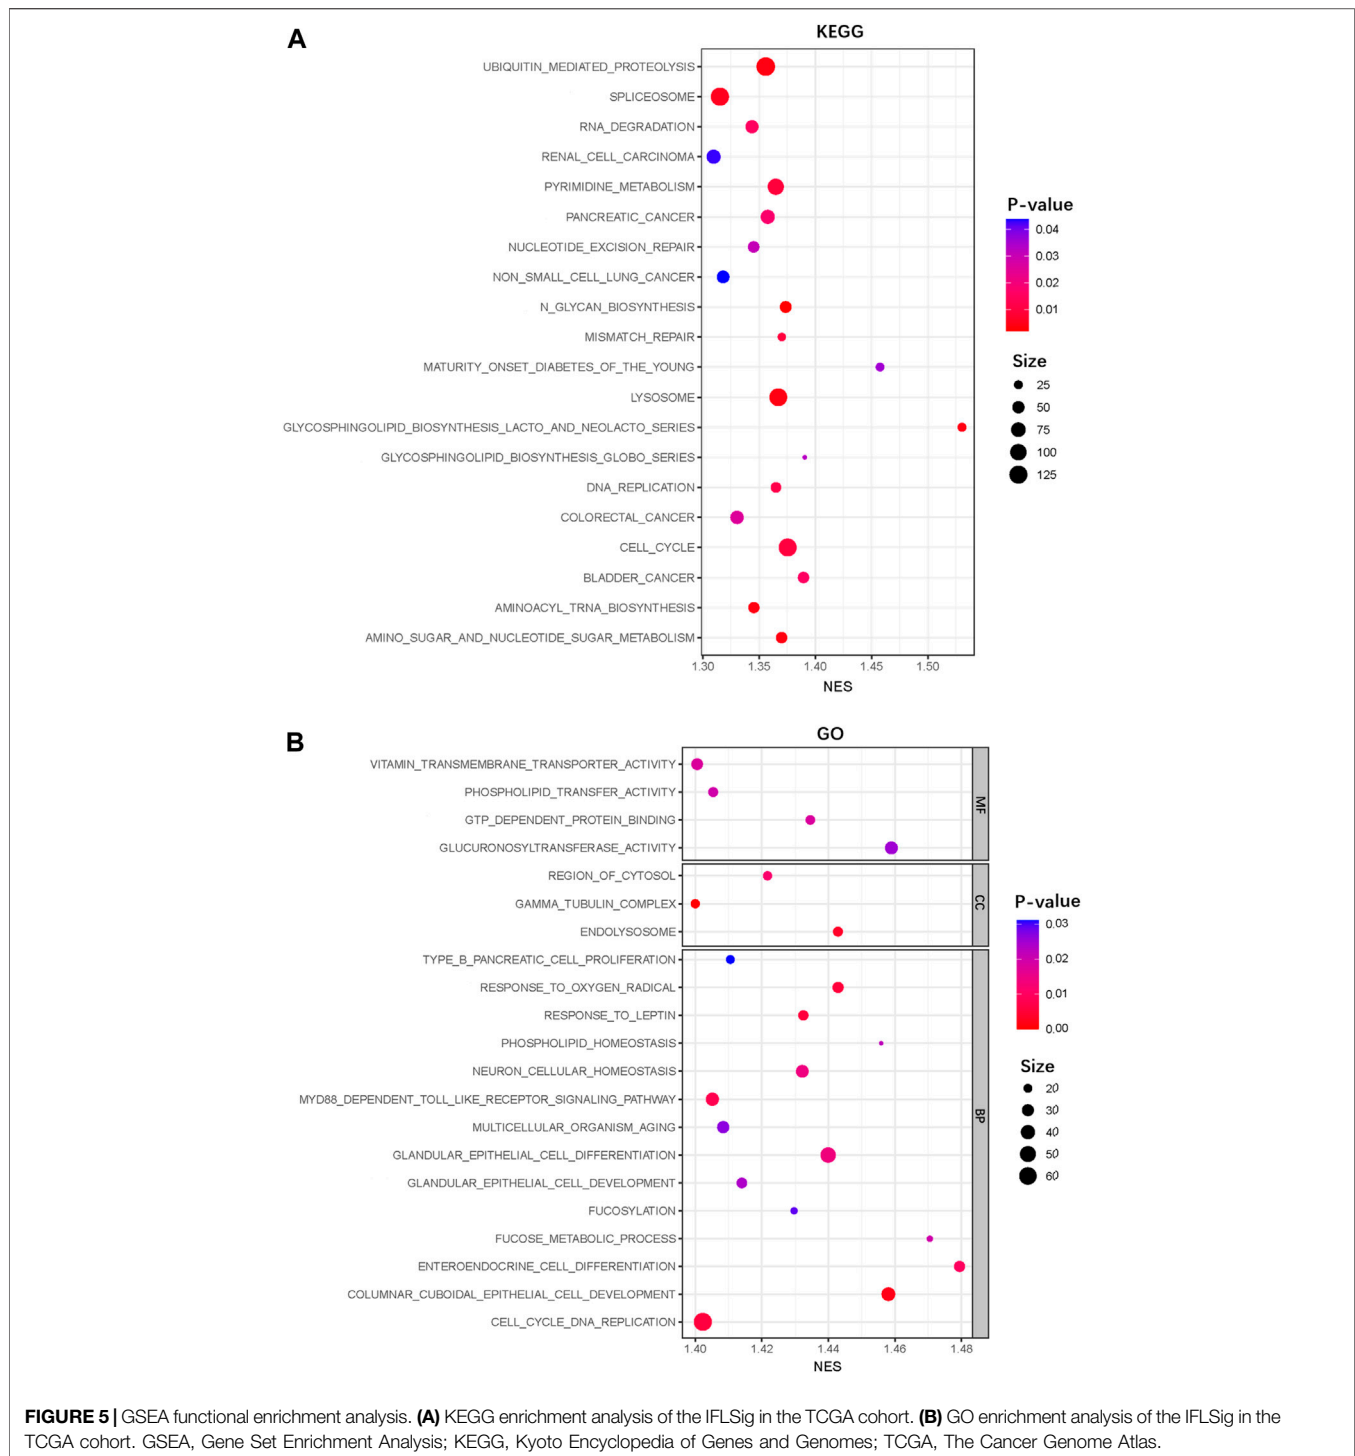 A
KEGG
UBIQUITIN_MEDIATED_PROTEOLYSIS
SPLICEOSOME
RNA_DEGRADATION
RENAL_CELL_CARCINOMA
PYRIMIDINE_METABOLISM
PANCREATIC_CANCER
NUCLEOTIDE_EXCISION_REPAIR
NON_SMALL_CELL_LUNG_CANCER
N_GLYCAN_BIOSYNTHESIS
MISMATCH_REPAIR
MATURITY_ONSET_DIABETES_OF_THE_YOUNG
LYSOSOME
GLYCOSPHINGOLIPID_BIOSYNTHESIS_LACTO_AND_NEOLACTO_SERIES
GLYCOSPHINGOLIPID_BIOSYNTHESIS_GLOBO_SERIES
DNA_REPLICATION
COLORECTAL_CANCER
CELL_CYCLE
BLADDER_CANCER
AMINOACYL_TRNA_BIOSYNTHESIS
AMINO_SUGAR_AND_NUCLEOTIDE_SUGAR_METABOLISM
1.30 1.35 1.40 1.45 1.50
NES
P-value
0.04
0.03
0.02
0.01
Size
25
50
75
100
125
B
GO
VITAMIN_TRANSMEMBRANE_TRANSPORTER_ACTIVITY
PHOSPHOLIPID_TRANSFER_ACTIVITY
GTP_DEPENDENT_PROTEIN_BINDING
GLUCURONOSYLTRANSFERASE_ACTIVITY
MF
REGION_OF_CYTOSOL
GAMMA_TUBULIN_COMPLEX
ENDOLYSOSOME
CC
TYPE_B_PANCREATIC_CELL_PROLIFERATION
RESPONSE_TO_OXYGEN_RADICAL
RESPONSE_TO_LEPTIN
PHOSPHOLIPID_HOMEOSTASIS
NEURON_CELLULAR_HOMEOSTASIS
MYD88_DEPENDENT_TOLL_LIKE_RECEPTOR_SIGNALING_PATHWAY
MULTICELLULAR_ORGANISM_AGING
GLANDULAR_EPITHELIAL_CELL_DIFFERENTIATION
GLANDULAR_EPITHELIAL_CELL_DEVELOPMENT
FUCOSYLATION
FUCOSE_METABOLIC_PROCESS
ENTEROENDOCRINE_CELL_DIFFERENTIATION
COLUMNAR_CUBOIDAL_EPITHELIAL_CELL_DEVELOPMENT
CELL_CYCLE_DNA_REPLICATION
BP
1.40 1.42 1.44 1.46 1.48
NES
P-value
0.03
0.02
0.01
0.00
Size
20
30
40
50
60
FIGURE 5 | GSEA functional enrichment analysis. (A) KEGG enrichment analysis of the IFLSig in the TCGA cohort. (B) GO enrichment analysis of the IFLSig in the
TCGA cohort. GSEA, Gene Set Enrichment Analysis; KEGG, Kyoto Encyclopedia of Genes and Genomes; TCGA, The Cancer Genome Atlas.